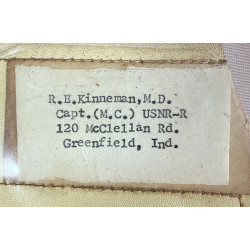 R.E.Kinneman,M.D.
Capt.(M.C.) USNR-R
120 McClellan Rd.
Greenfield, Ind.